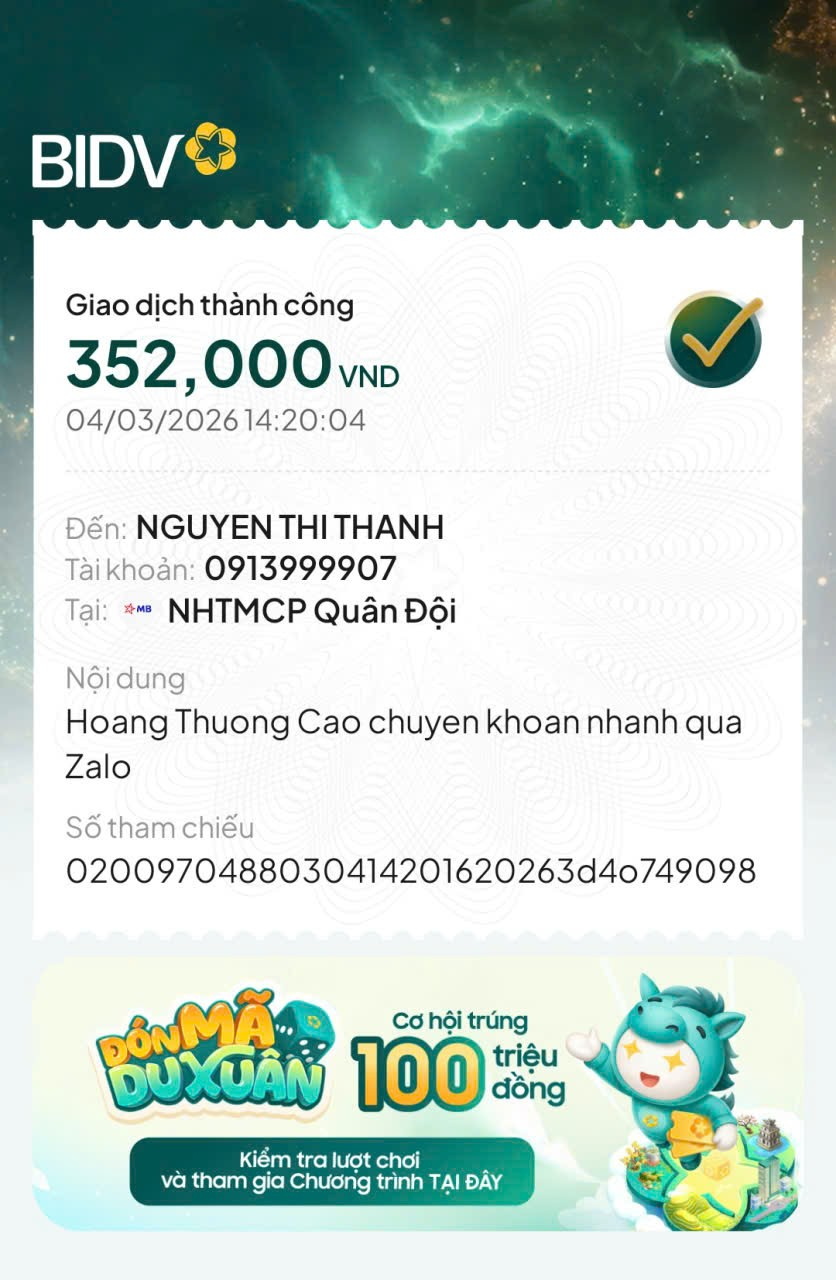 BIDV
Giao dịch thành công
352,000 VND
04/03/2026 14:20:04
Đến: NGUYEN THI THANH
Tài khoản: 0913999907
Tại: MB NHTMCP Quân Đội
Nội dung
Hoang Thuong Cao chuyen khoan nhanh qua
Zalo
Số tham chiếu
020097048803041420162O263d4o749098
ĐÓN MÃ
DU XUÂN
Cơ hội trúng
100 triệu
đồng
Kiểm tra lượt chơi
và tham gia Chương trình TẠI ĐÂY